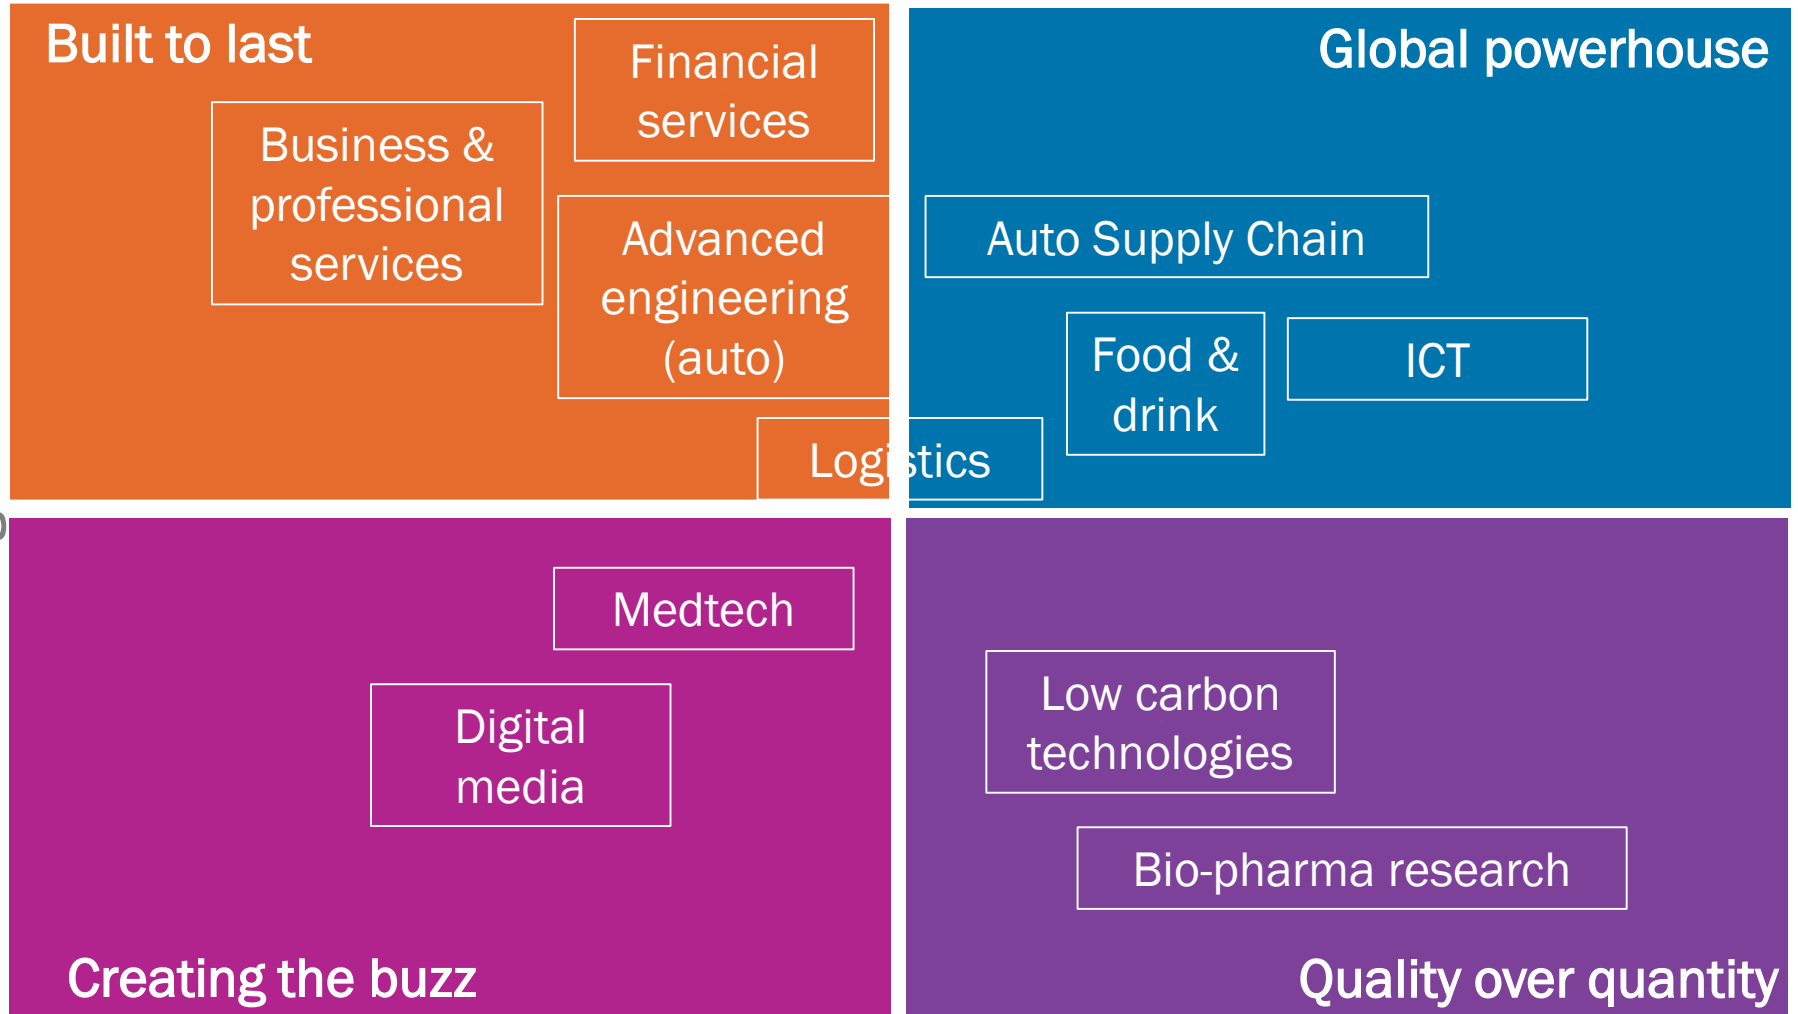 Built to last
Financial
services
Business &
professional
services
Advanced
engineering
(auto)
Global powerhouse
Auto Supply Chain
Food &
drink
ICT
Logistics
Medtech
Digital
media
Creating the buzz
Low carbon
technologies
Bio-pharma research
Quality over quantity